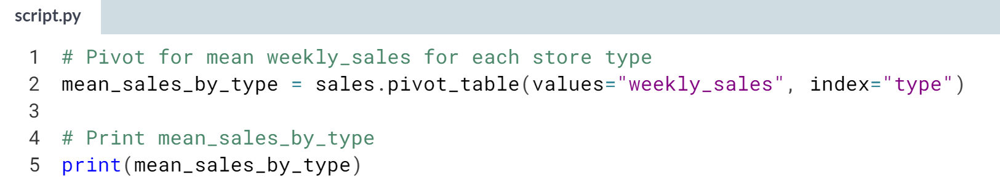 script.py
1 # Pivot for mean weekly_sales for each store type
2 mean_sales_by_type = sales.pivot_table(values="weekly_sales", index="type")
3
4 # Print mean_sales_by_type
5 print(mean_sales_by_type)